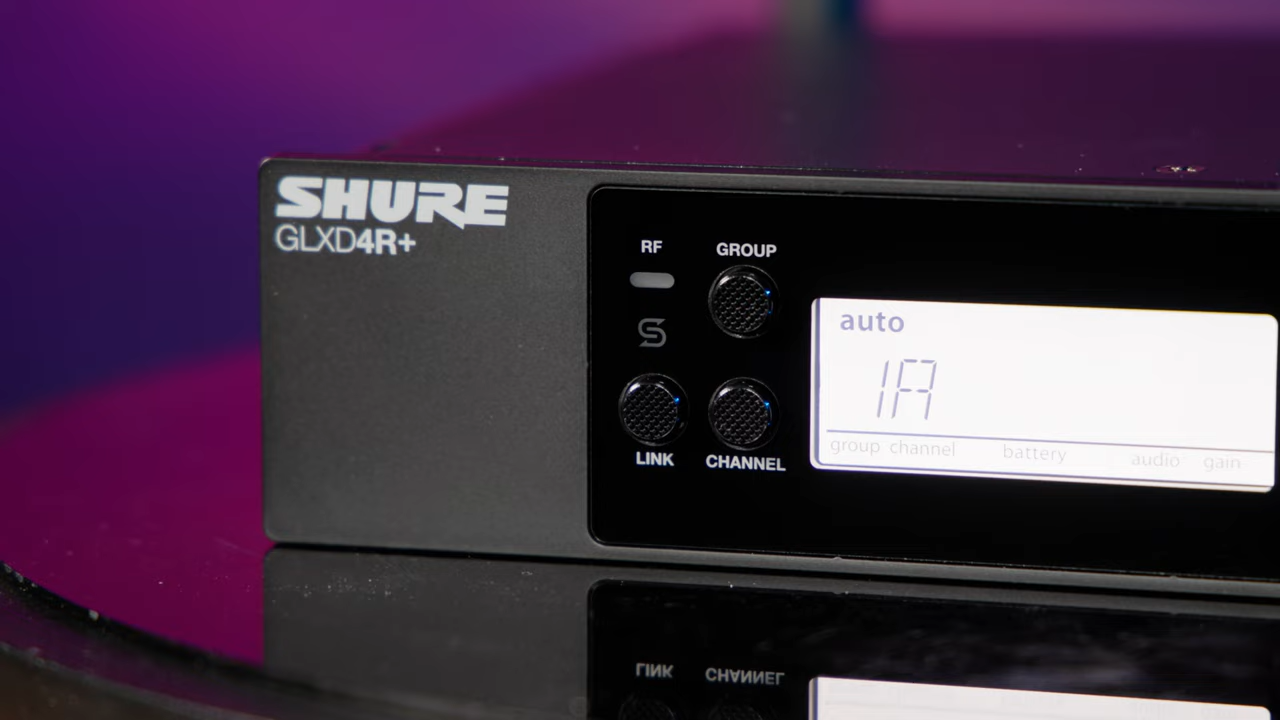 SHURE
GLXD4R+
RF
GROUP
LINK
CHANNEL
auto
1A
group channel battery audio gain
LINK
CHANNEL